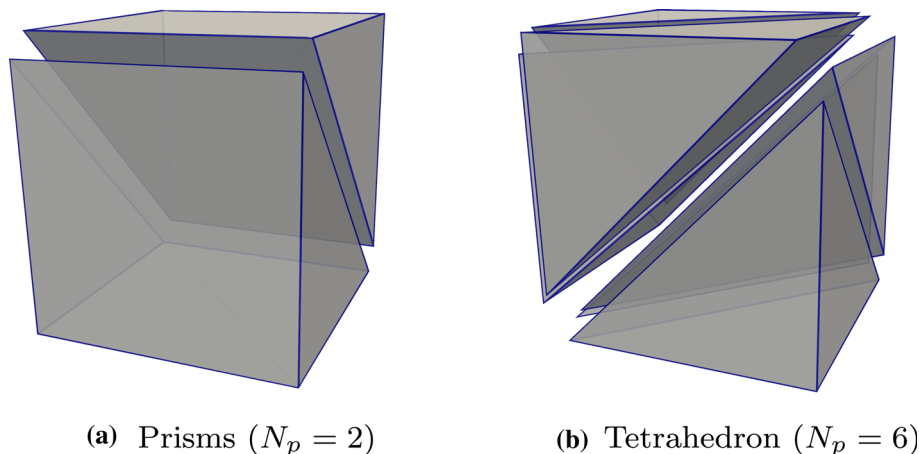 (a) Prisms (N_p = 2)
(b) Tetrahedron (N_p = 6)